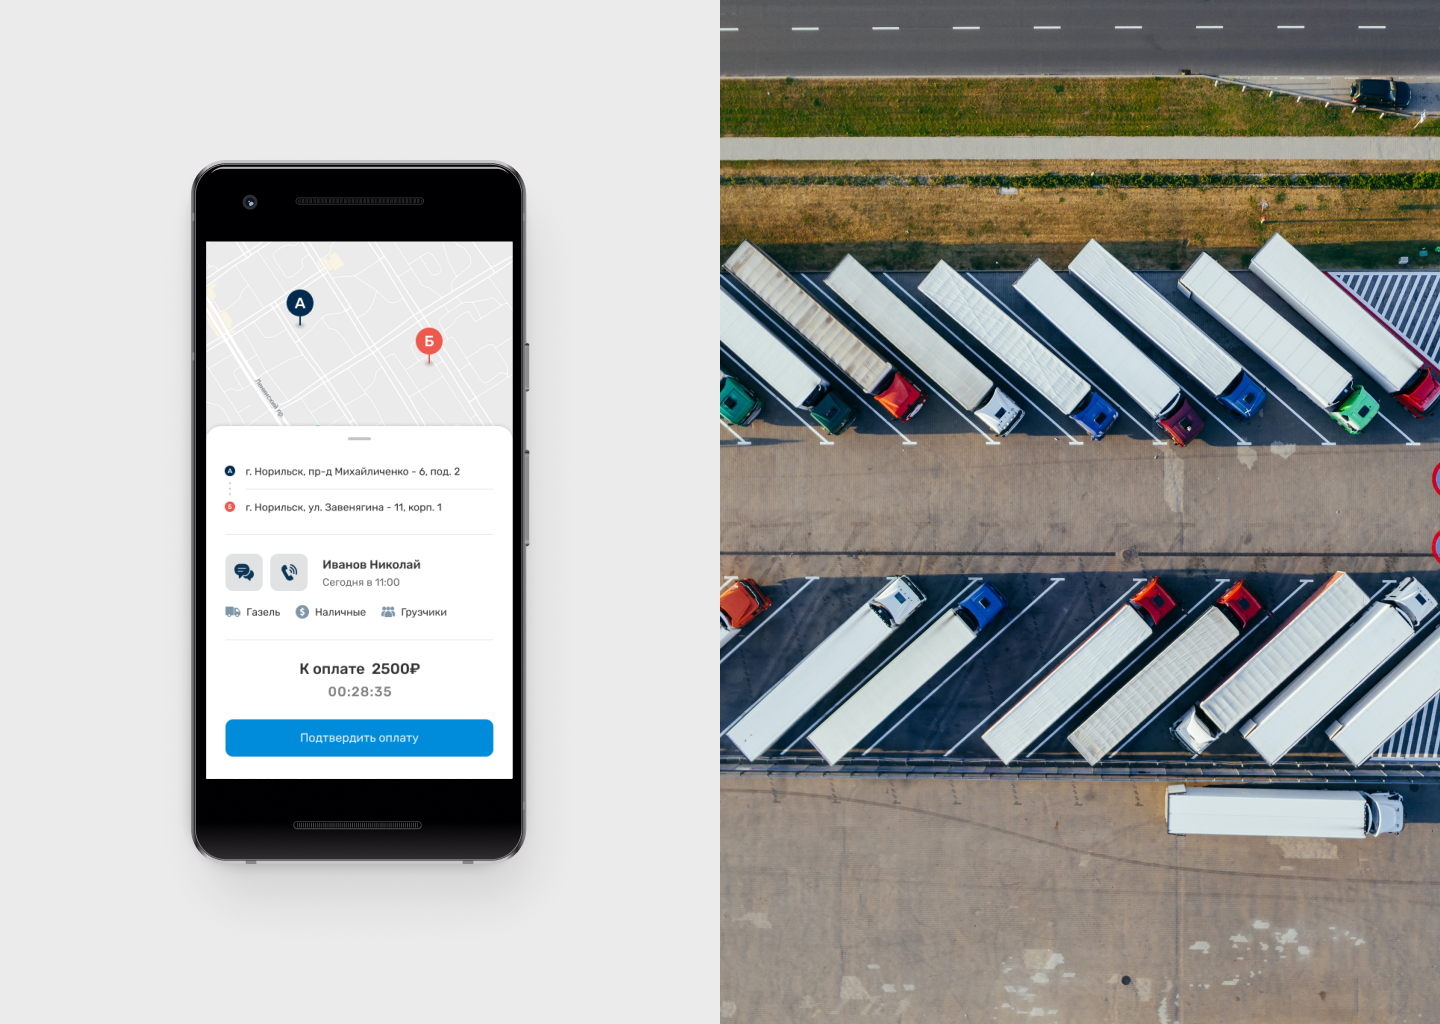 А
Б
Ленинский пр.
А г. Норильск, пр-д Михайличенко - 6, под. 2
Б г. Норильск, ул. Завенягина - 11, корп. 1
Иванов Николай
Сегодня в 11:00
Газель $ Наличные Грузчики
К оплате 2500₽
00:28:35
Подтвердить оплату